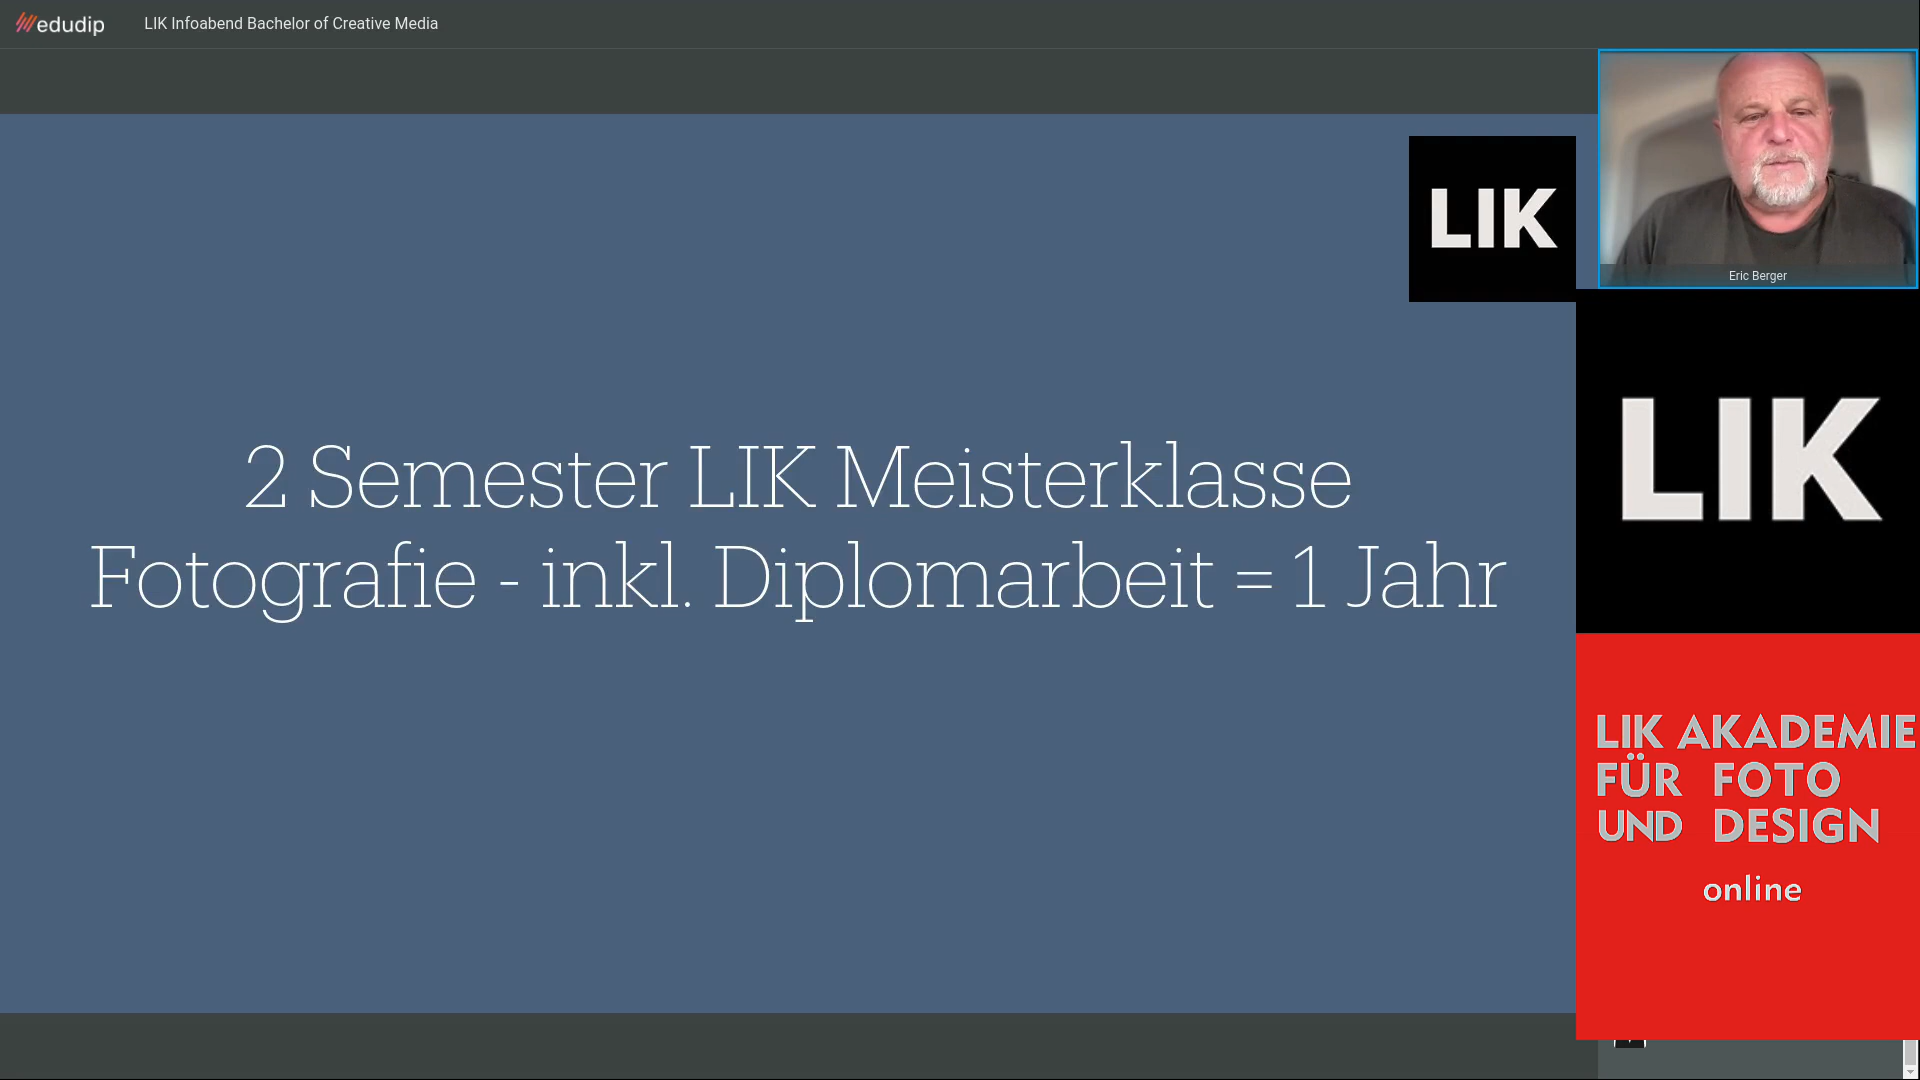 edudip
LIK Infoabend Bachelor of Creative Media
LIK
Eric Berger
2 Semester LIK Meisterklasse
Fotografie - inkl. Diplomarbeit = 1 Jahr
LIK
LIK AKADEMIE
FÜR FOTO
UND DESIGN
online